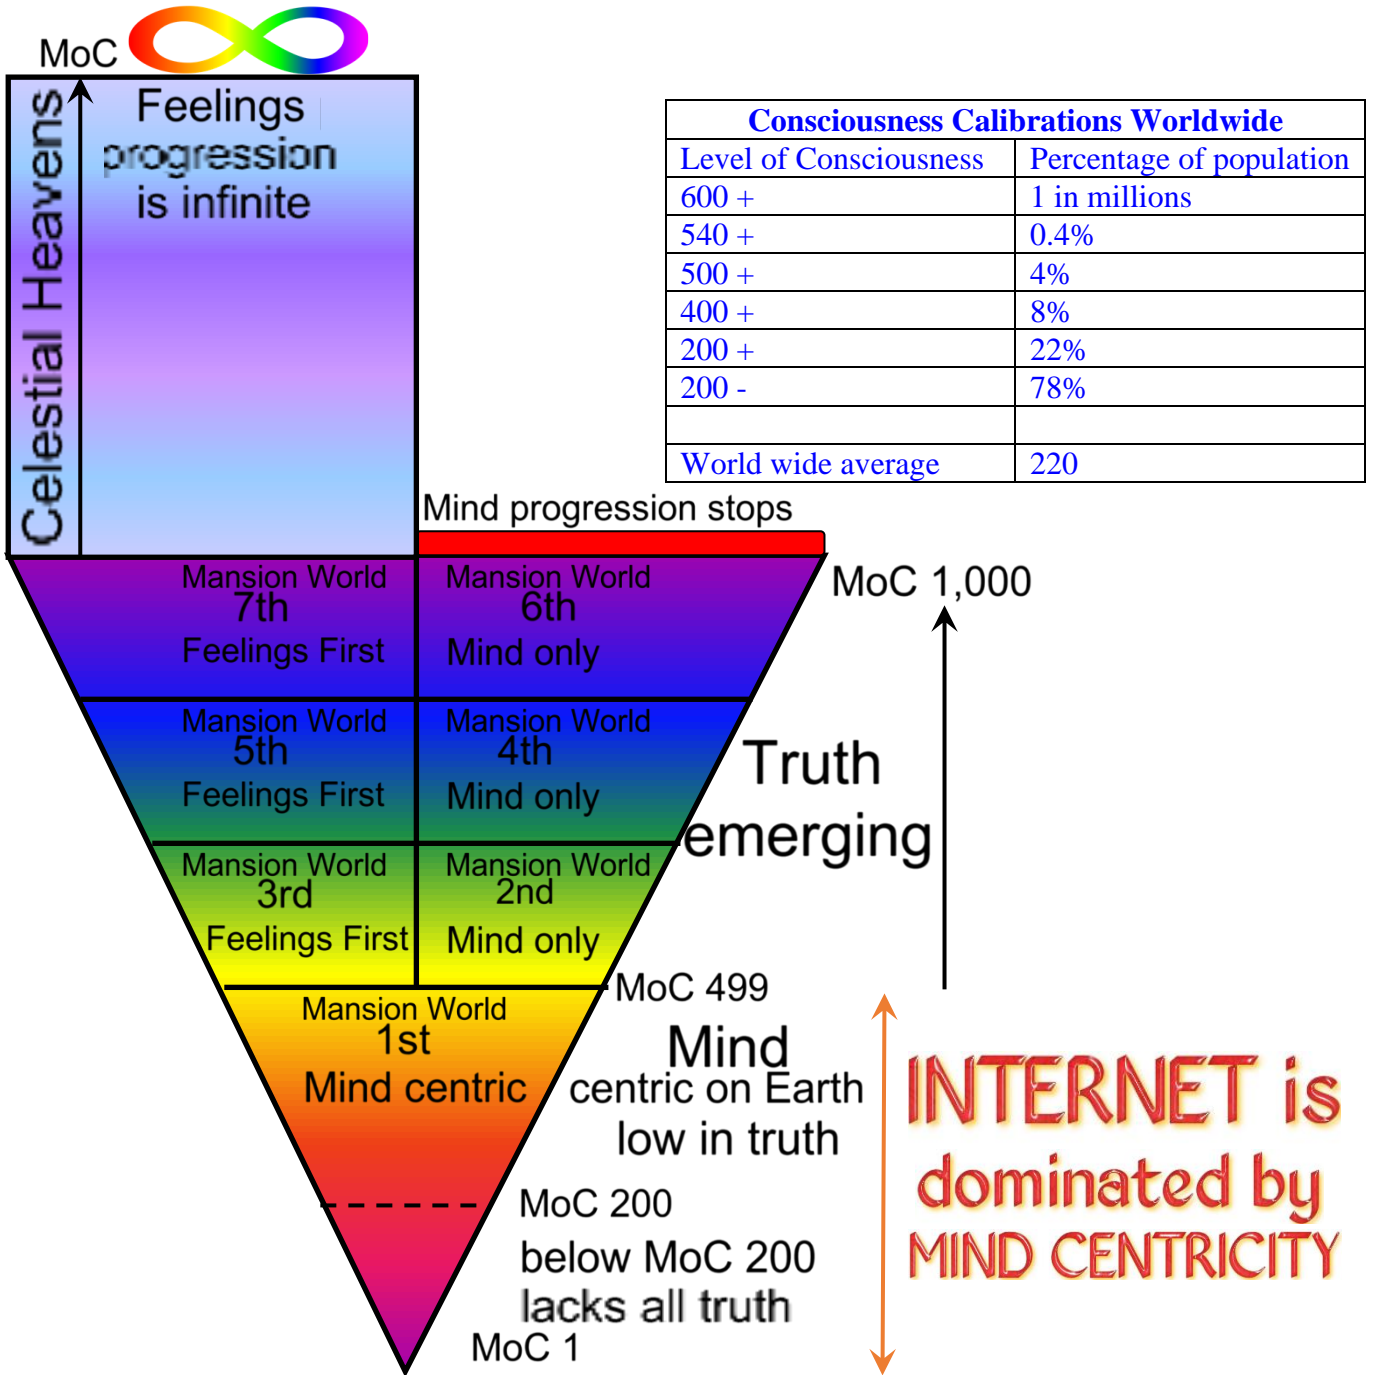 MoC
Celestial Heavens
Feelings
progression
is infinite
Consciousness Calibrations Worldwide
Level of Consciousness Percentage of population
600 + 1 in millions
540 + 0.4%
500 + 4%
400 + 8%
200 + 22%
200 - 78%
World wide average 220
Mind progression stops
MoC 1,000
Mansion World
7th
Feelings First
Mansion World
6th
Mind only
Mansion World
5th
Feelings First
Mansion World
4th
Mind only
Truth
emerging
Mansion World
3rd
Feelings First
Mansion World
2nd
Mind only
MoC 499
Mansion World
1st
Mind centric
Mind
centric on Earth
low in truth
INTERNET is
dominated by
MIND CENTRICITY
MoC 200
below MoC 200
lacks all truth
MoC 1